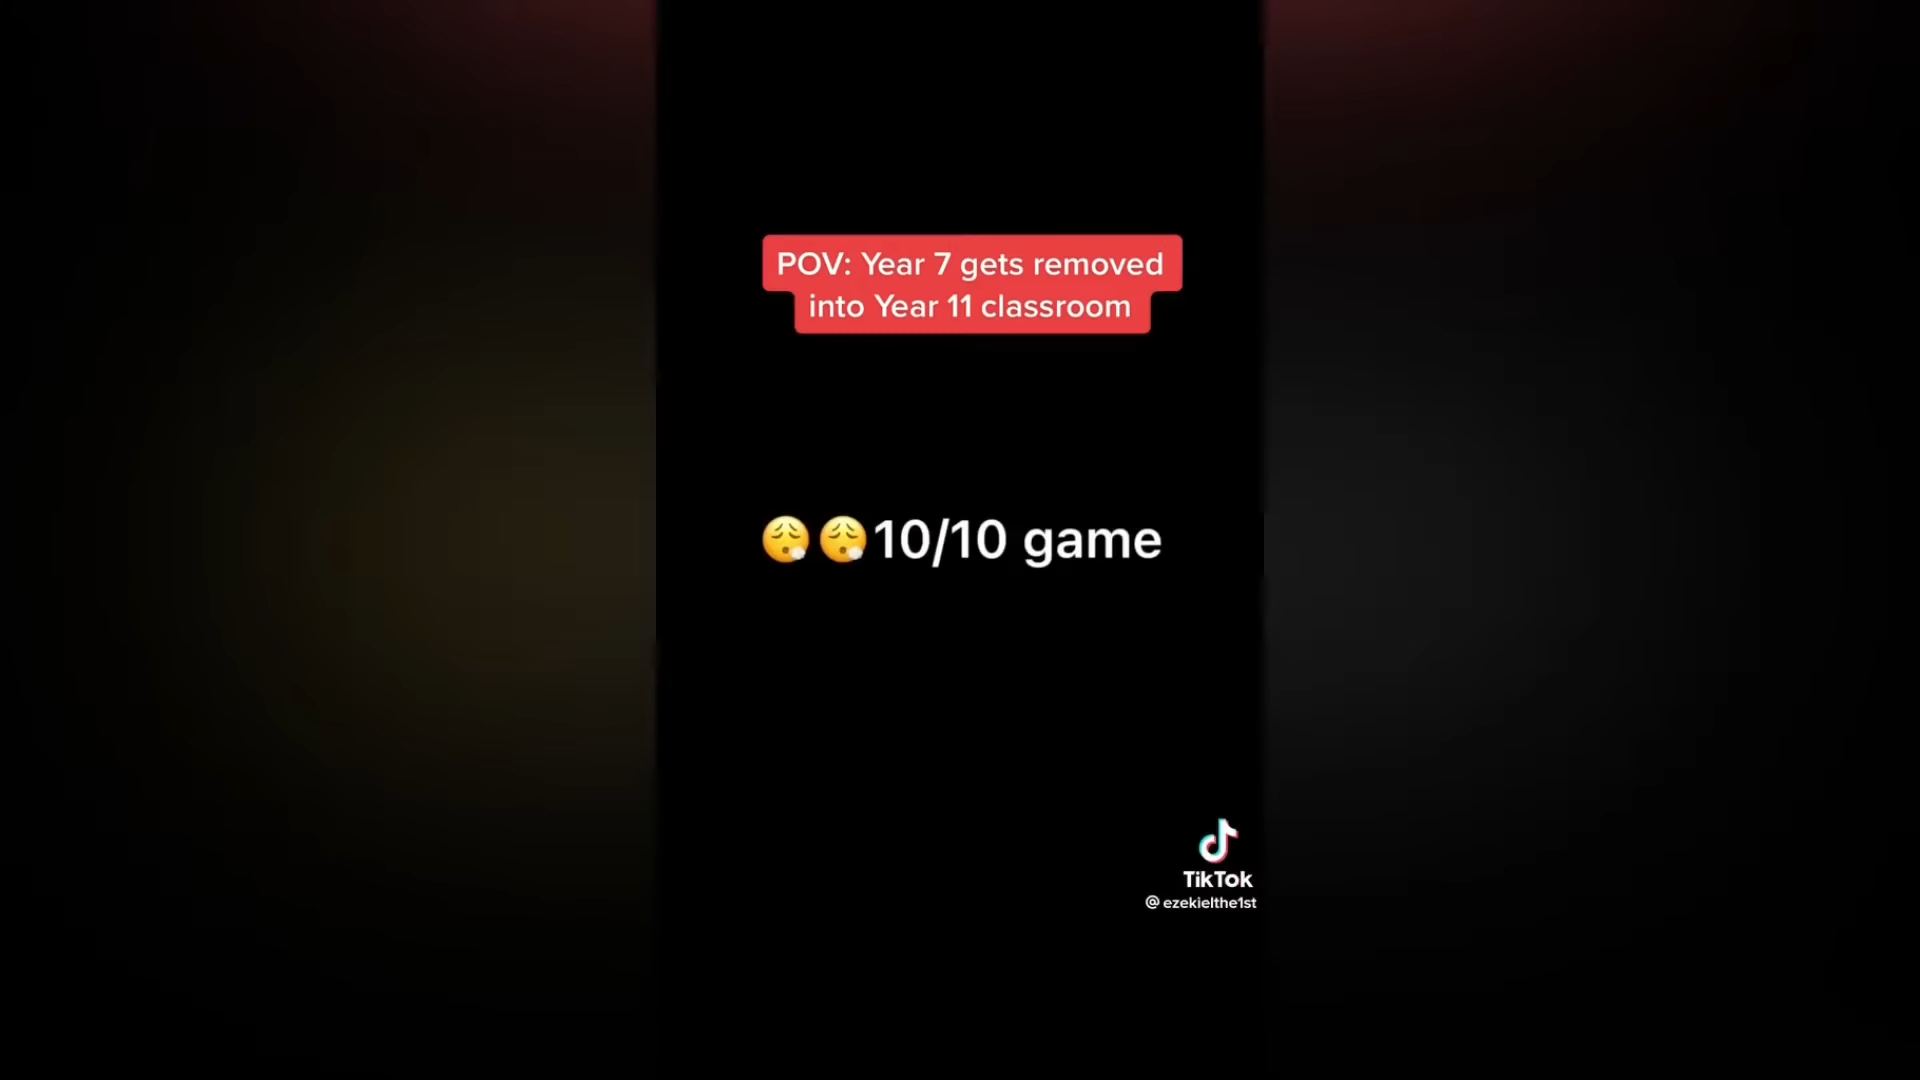 POV: Year 7 gets removed
into Year 11 classroom
😮‍💨😮‍💨10/10 game
TikTok
@ezekielthe1st